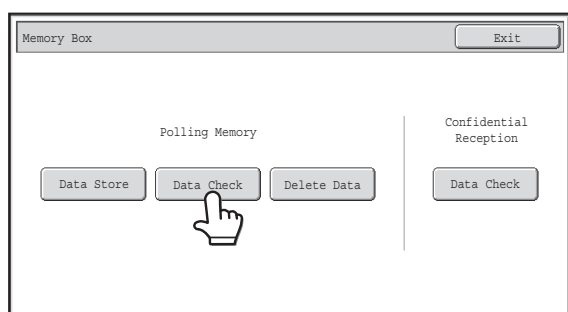 Memory Box
Exit
Polling Memory
Confidential
Reception
Data Store
Data Check
Delete Data
Data Check